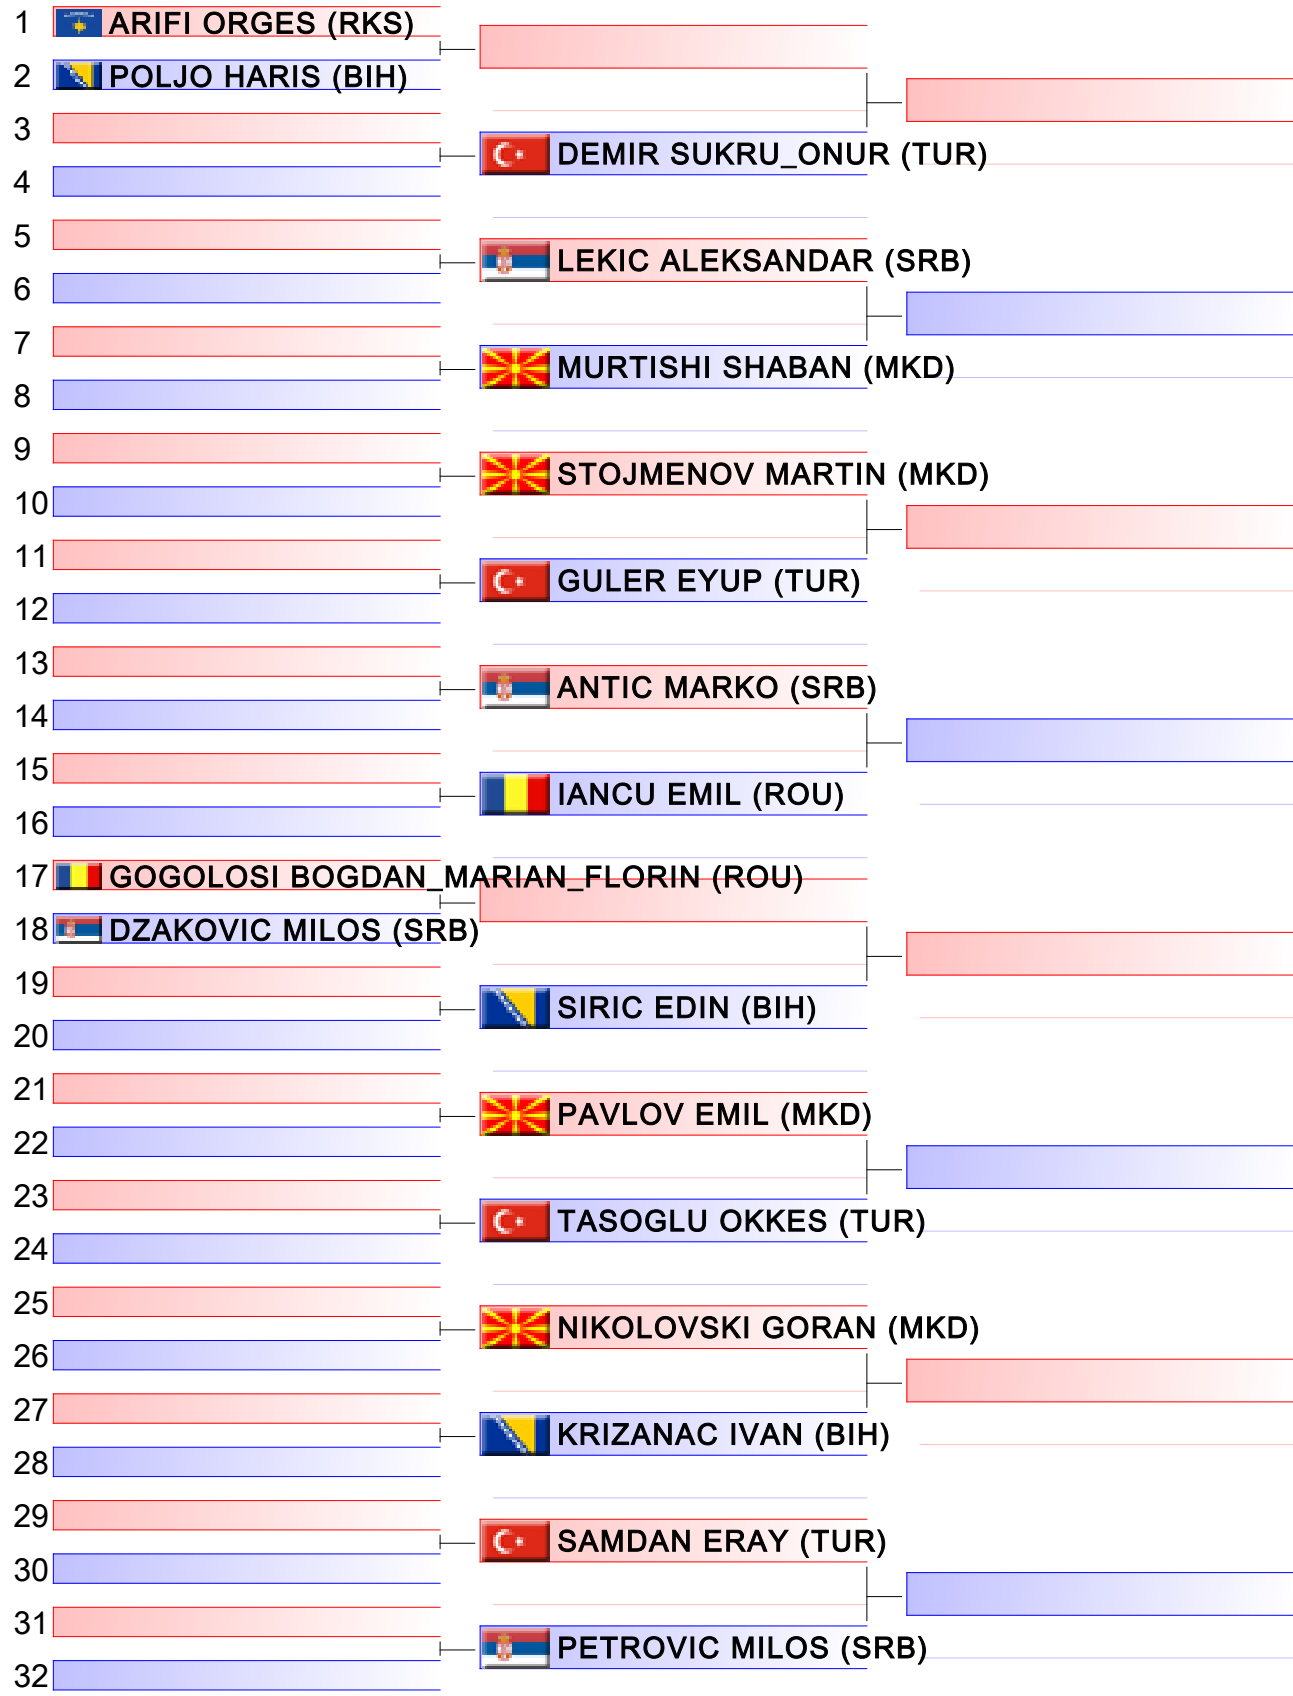 1 ARIFI ORGES (RKS)
2 POLJO HARIS (BIH)
3
DEMIR SUKRU_ONUR (TUR)
4
5
LEKIC ALEKSANDAR (SRB)
6
7
MURTISHI SHABAN (MKD)
8
9
STOJMENOV MARTIN (MKD)
10
11
GULER EYUP (TUR)
12
13
ANTIC MARKO (SRB)
14
15
IANCU EMIL (ROU)
16
17 GOGOLOSI BOGDAN_MARIAN_FLORIN (ROU)
18 DZAKOVIC MILOS (SRB)
19
SIRIC EDIN (BIH)
20
21
PAVLOV EMIL (MKD)
22
23
TASOGLU OKKES (TUR)
24
25
NIKOLOVSKI GORAN (MKD)
26
27
KRIZANAC IVAN (BIH)
28
29
SAMDAN ERAY (TUR)
30
31
PETROVIC MILOS (SRB)
32